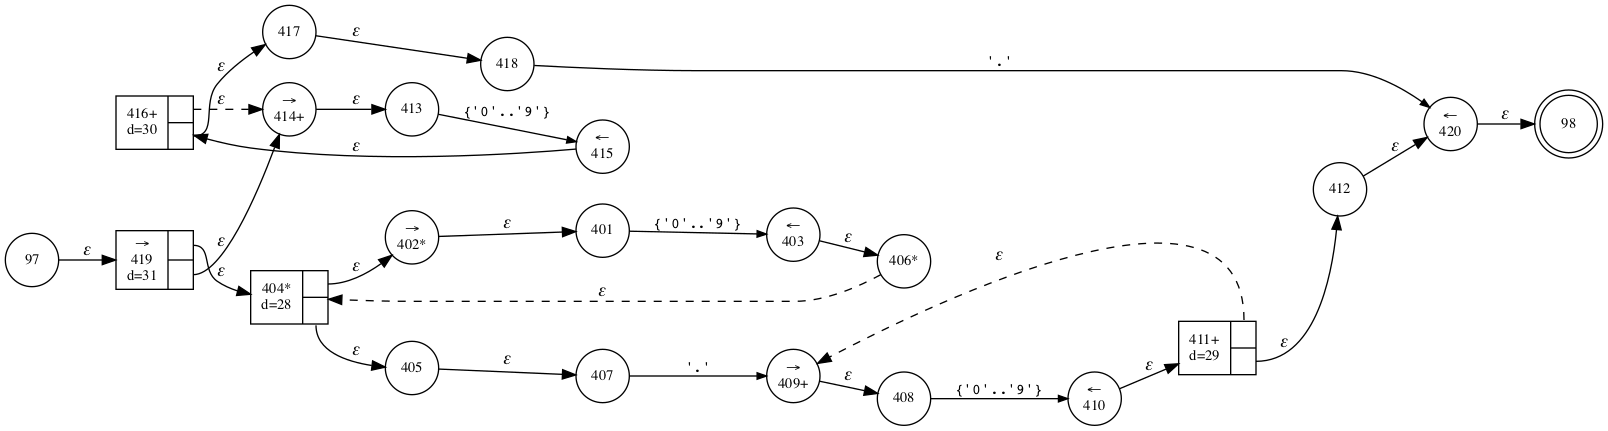 417
ε
418
'.'
ε
416+
d=30
ε
→
414+
ε
413
{'0'..'9'}
←
415
ε
←
420
ε
98
97
ε
→
419
d=31
ε
ε
404*
d=28
ε
→
402*
ε
401
{'0'..'9'}
←
403
ε
406*
ε
ε
405
ε
407
'.'
→
409+
ε
408
{'0'..'9'}
←
410
ε
411+
d=29
ε
ε
412
ε